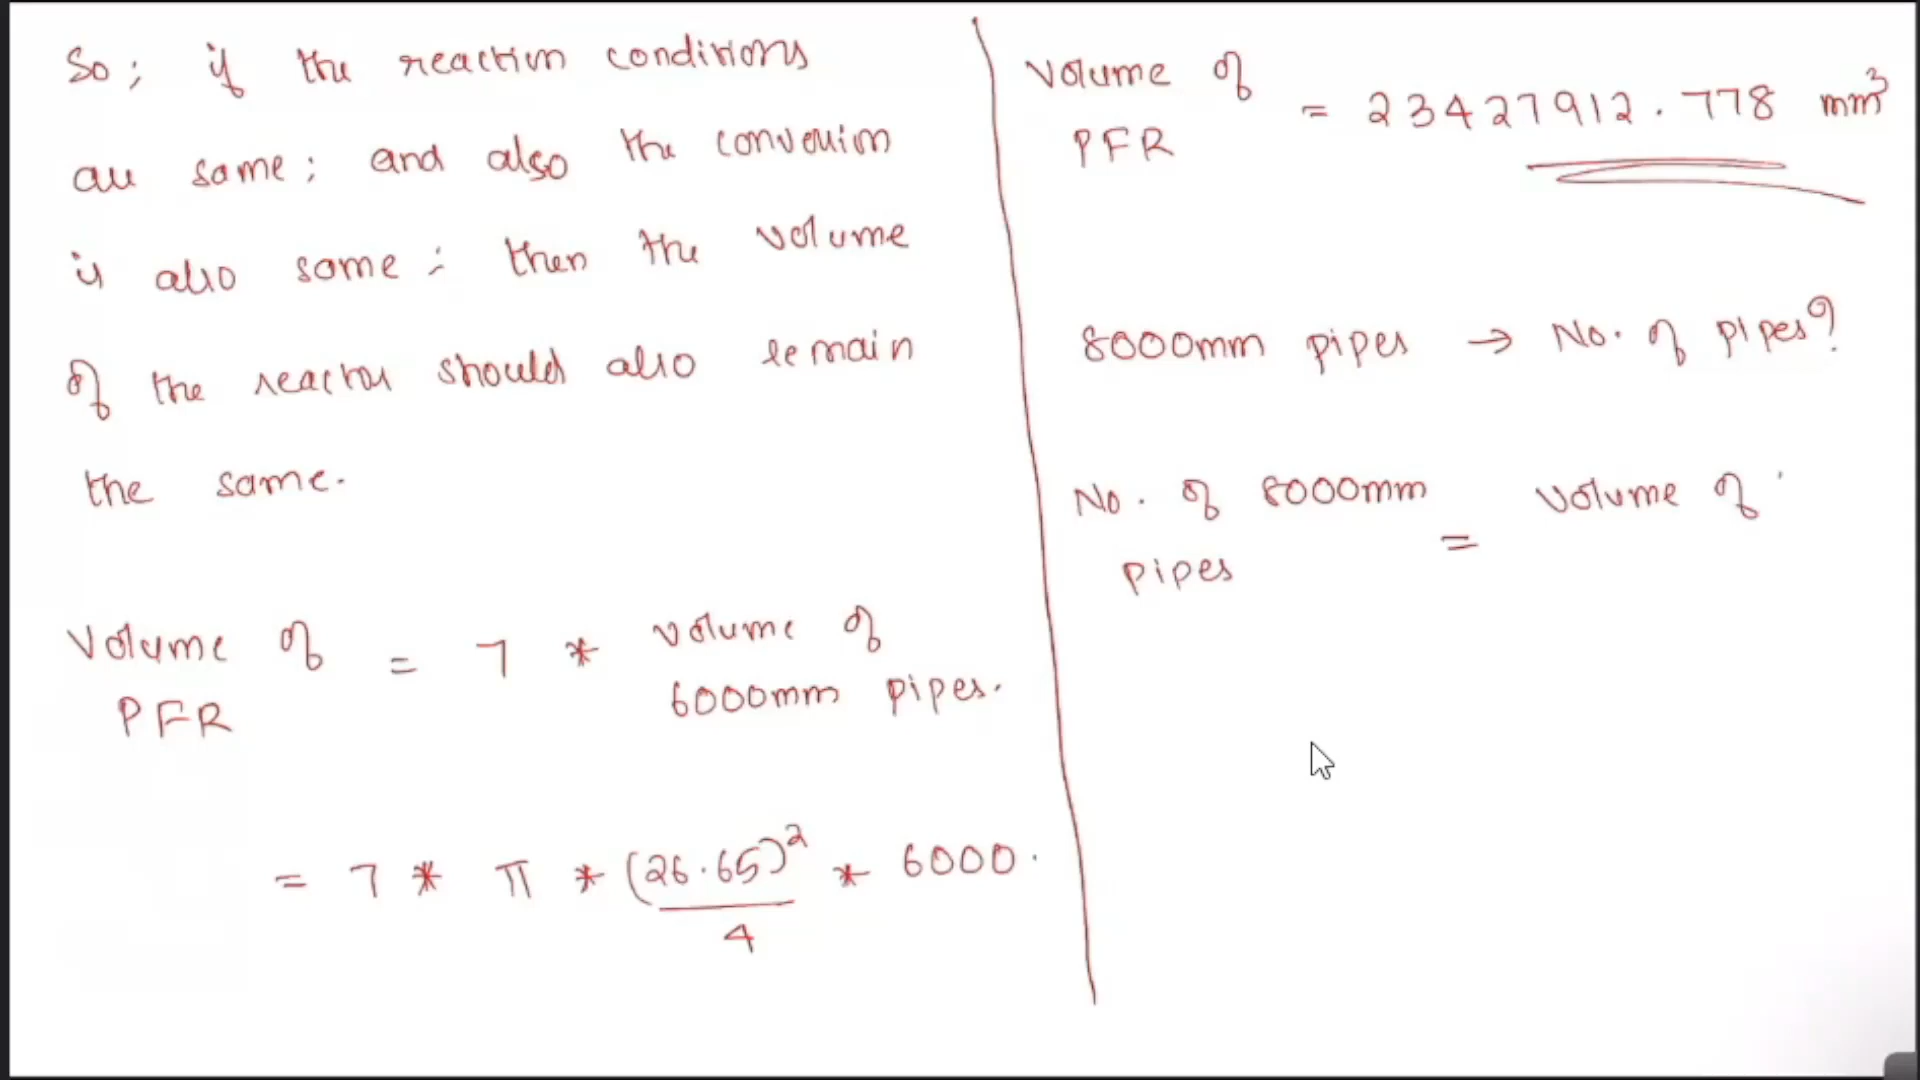 So; if the reaction conditions
are same; and also the conversion
is also same; then the volume
of the reactor should also remain
the same.
Volume of PFR = 7 * volume of 6000mm pipes.
= 7 * π * (26.65)²/4 * 6000.
Volume of PFR = 23427912.778 mm³
8000mm pipes → No. of pipes?
No. of 8000mm pipes = volume of